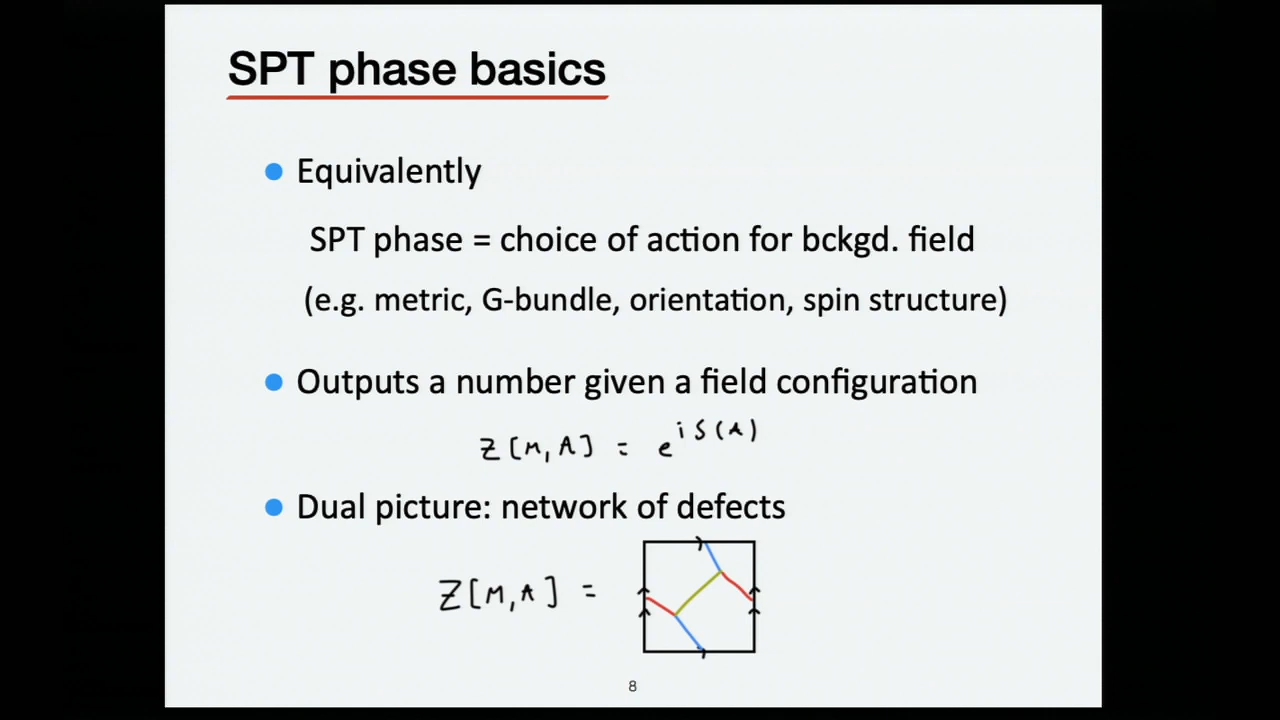 SPT phase basics
Equivalently
SPT phase = choice of action for bckgd. field
(e.g. metric, G-bundle, orientation, spin structure)
Outputs a number given a field configuration
Z[M,A] = e^{iS(A)}
Dual picture: network of defects
Z[M,A] =
8